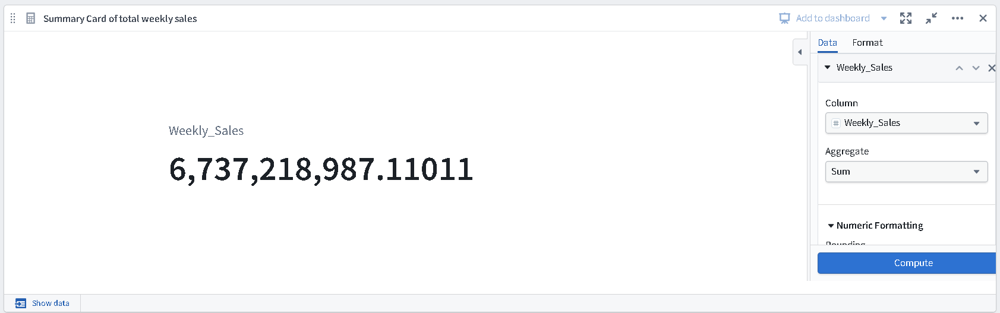 Summary Card of total weekly sales
Add to dashboard
Data Format
Weekly_Sales
Column
# Weekly_Sales
Aggregate
Sum
Numeric Formatting
Rounding
Compute
Weekly_Sales
6,737,218,987.11011
Show data